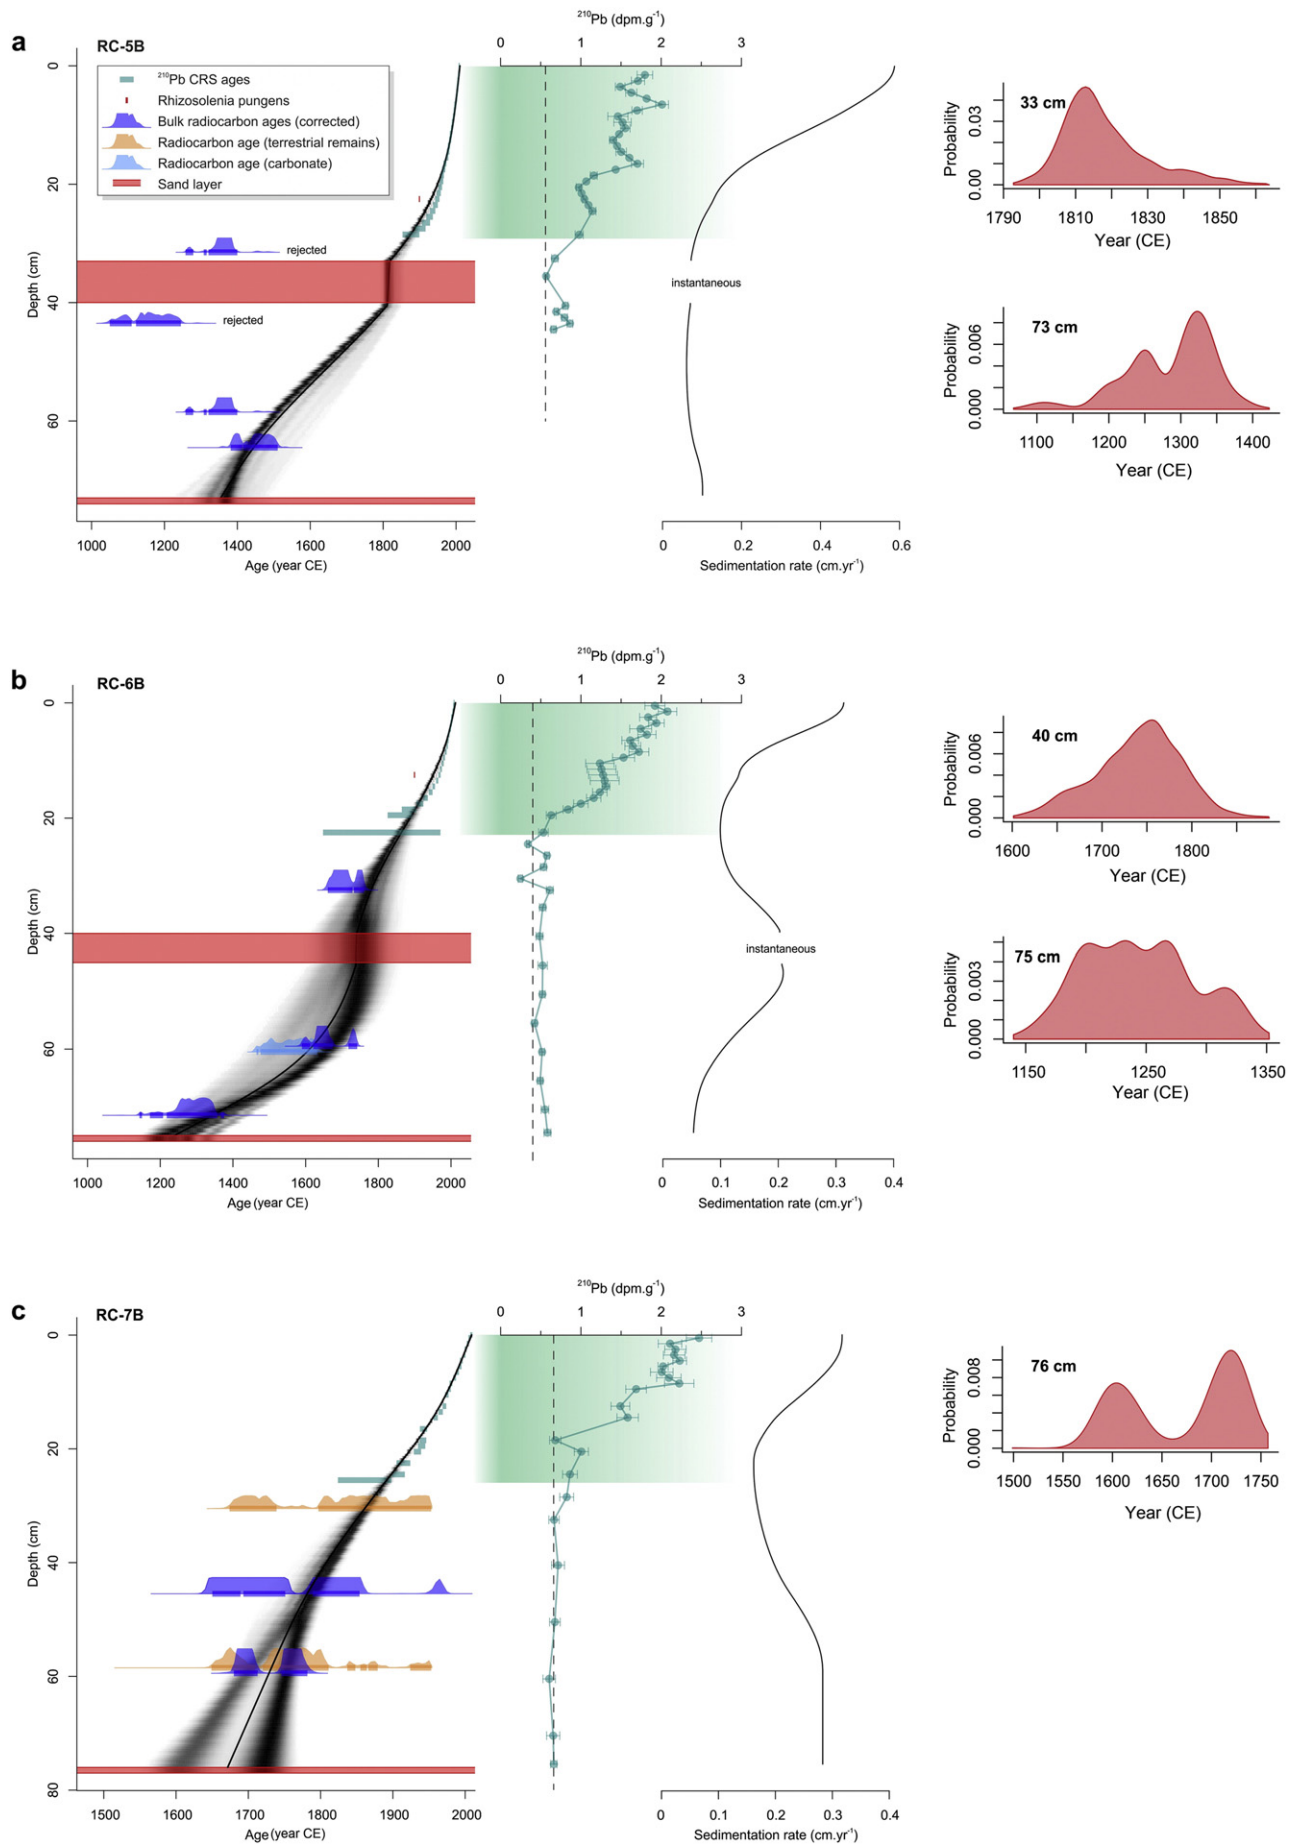 a
RC-5B
²¹⁰Pb (dpm.g⁻¹)
0 1 2 3
²¹⁰Pb CRS ages
Rhizosolenia pungens
Bulk radiocarbon ages (corrected)
Radiocarbon age (terrestrial remains)
Radiocarbon age (carbonate)
Sand layer
rejected
rejected
instantaneous
Depth (cm)
0
20
40
60
1000 1200 1400 1600 1800 2000
Age (year CE)
0 0.2 0.4 0.6
Sedimentation rate (cm.yr⁻¹)
33 cm
Probability
0.00 0.03
1790 1810 1830 1850
Year (CE)
73 cm
Probability
0.000 0.006
1100 1200 1300 1400
Year (CE)
b
RC-6B
²¹⁰Pb (dpm.g⁻¹)
0 1 2 3
Depth (cm)
0
20
40
60
instantaneous
1000 1200 1400 1600 1800 2000
Age (year CE)
0 0.1 0.2 0.3 0.4
Sedimentation rate (cm.yr⁻¹)
40 cm
Probability
0.000 0.006
1600 1700 1800
Year (CE)
75 cm
Probability
0.000 0.003
1150 1250 1350
Year (CE)
c
RC-7B
²¹⁰Pb (dpm.g⁻¹)
0 1 2 3
Depth (cm)
0
20
40
60
80
1500 1600 1700 1800 1900 2000
Age (year CE)
0 0.1 0.2 0.3 0.4
Sedimentation rate (cm.yr⁻¹)
76 cm
Probability
0.000 0.008
1500 1550 1600 1650 1700 1750
Year (CE)